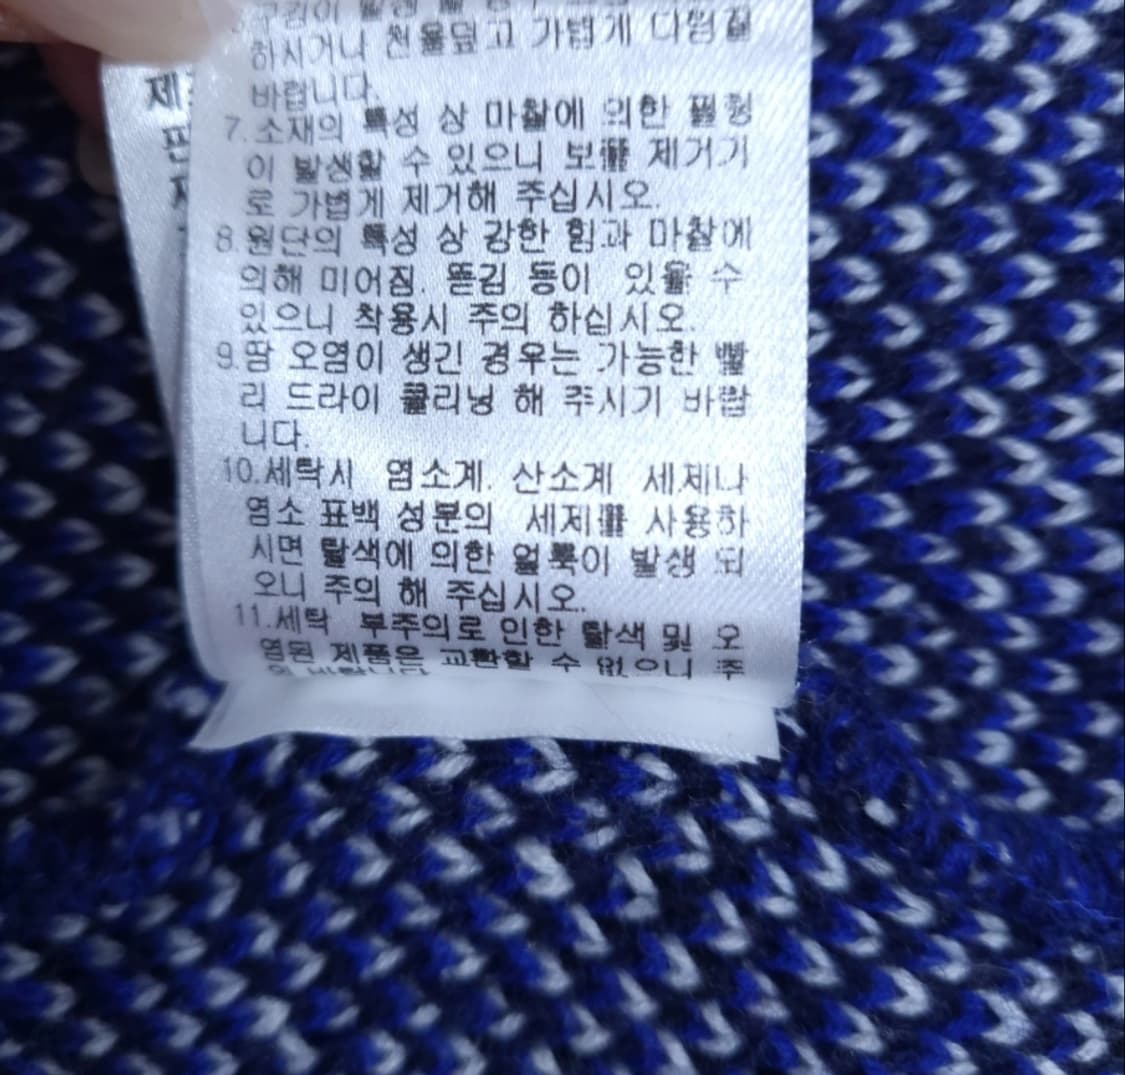 하시거나 천을덮고 가볍게 다림질
바랍니다.
7.소재의 특성 상 마찰에 의한 필링
이 발생할 수 있으니 보풀 제거기
로 가볍게 제거해 주십시오.
8.원단의 특성 상 강한 힘과 마찰에
의해 미어짐. 뜯김 등이 있을 수
있으니 착용시 주의 하십시오.
9.땀 오염이 생긴 경우는 가능한 빨
리 드라이 클리닝 해 주시기 바랍
니다.
10.세탁시 염소계. 산소계 세제나
염소 표백 성분의 세제를 사용하
시면 탈색에 의한 얼룩이 발생 되
오니 주의 해 주십시오.
11.세탁 부주의로 인한 탈색 및 오
염된 제품은 교환할 수 없으니 주
의 바랍니다
제
판